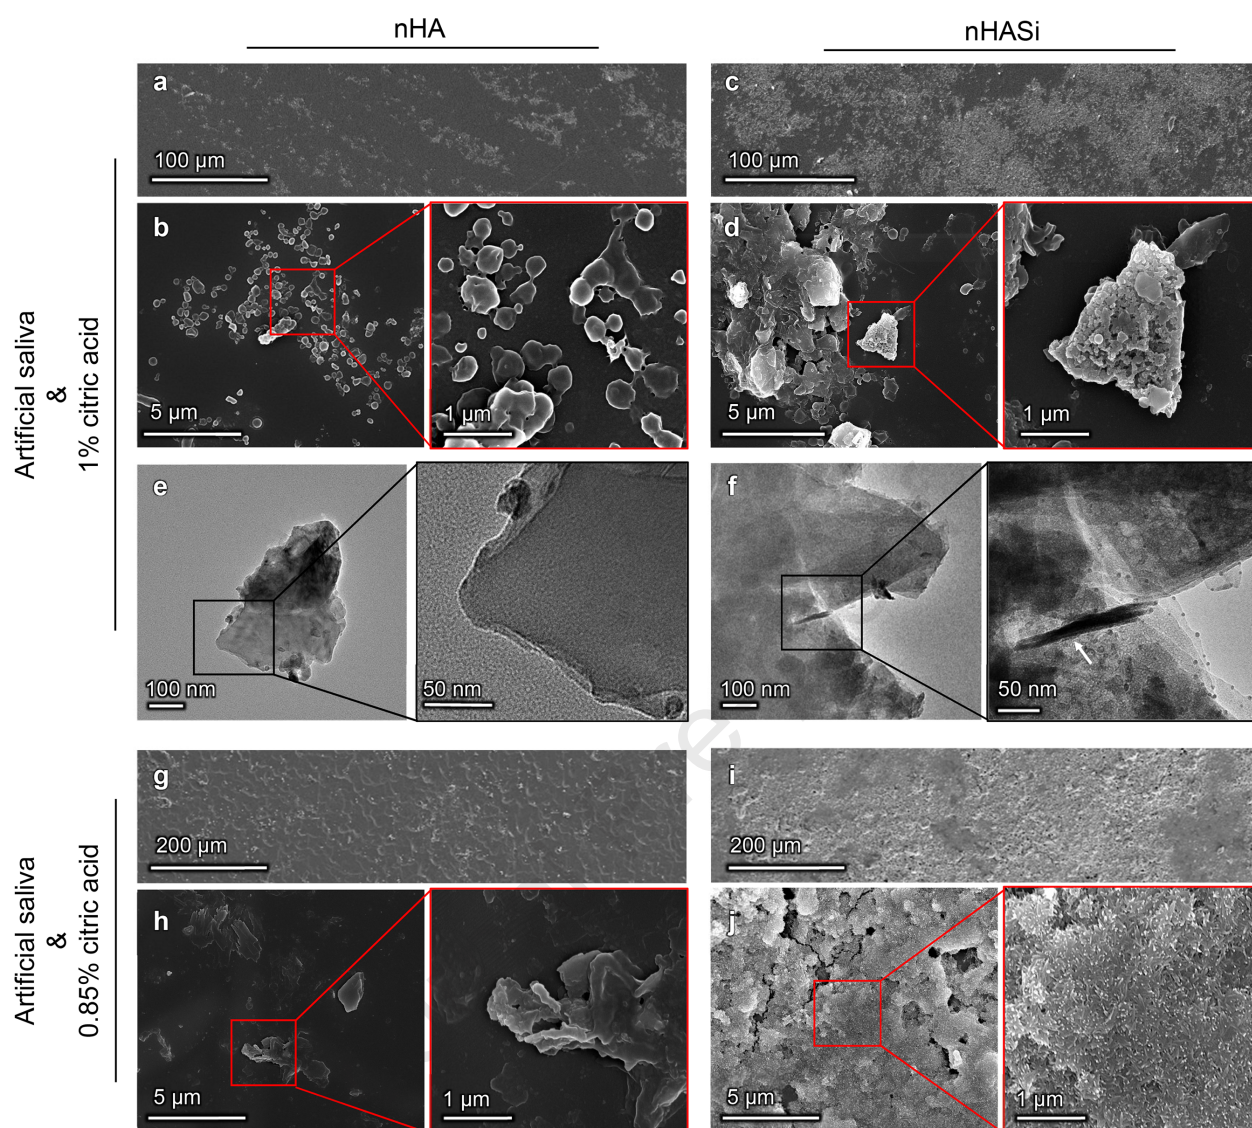 nHA
nHASi
a
100 µm
c
100 µm
b
5 µm
1 µm
d
5 µm
1 µm
Artificial saliva
&
1% citric acid
e
100 nm
50 nm
f
100 nm
50 nm
g
200 µm
i
200 µm
h
5 µm
1 µm
j
5 µm
1 µm
Artificial saliva
&
0.85% citric acid